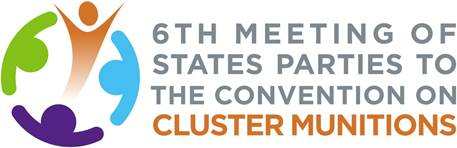 6TH MEETING OF
STATES PARTIES TO
THE CONVENTION ON
CLUSTER MUNITIONS